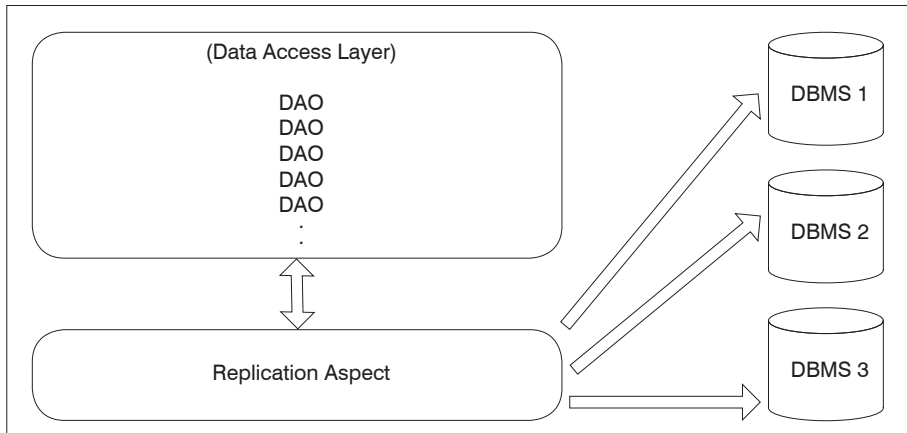 (Data Access Layer)
DAO
DAO
DAO
DAO
DAO
.
.
Replication Aspect
DBMS 1
DBMS 2
DBMS 3